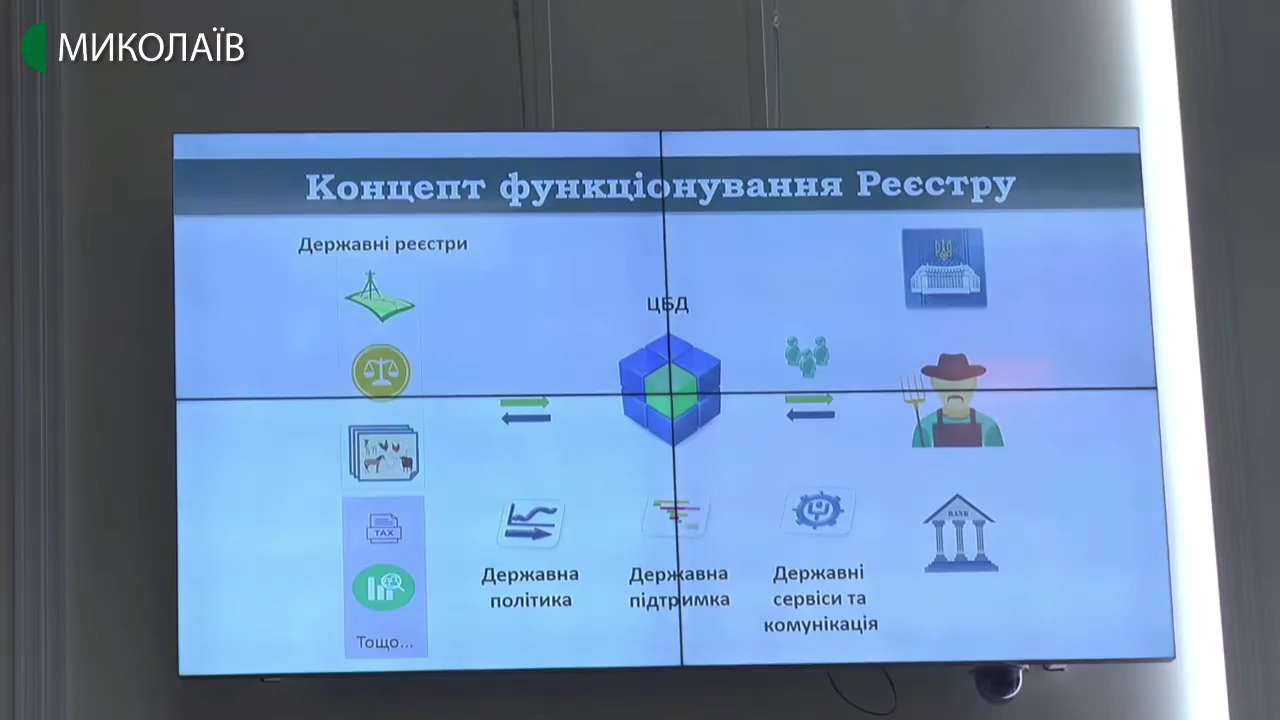 МИКОЛАЇВ
Концепт функціонування Реєстру
Державні реєстри
ЦБД
TAX
BANK
Державна
політика
Державна
підтримка
Державні
сервіси та
комунікація
Тощо...